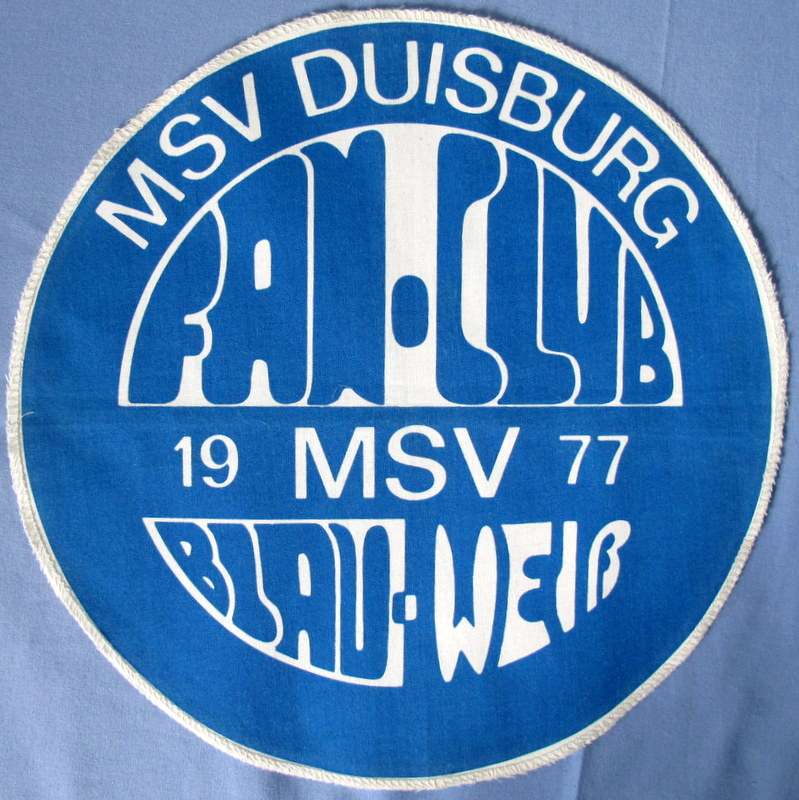 MSV DUISBURG
FAN-CLUB
19 MSV 77
BLAU-WEIß